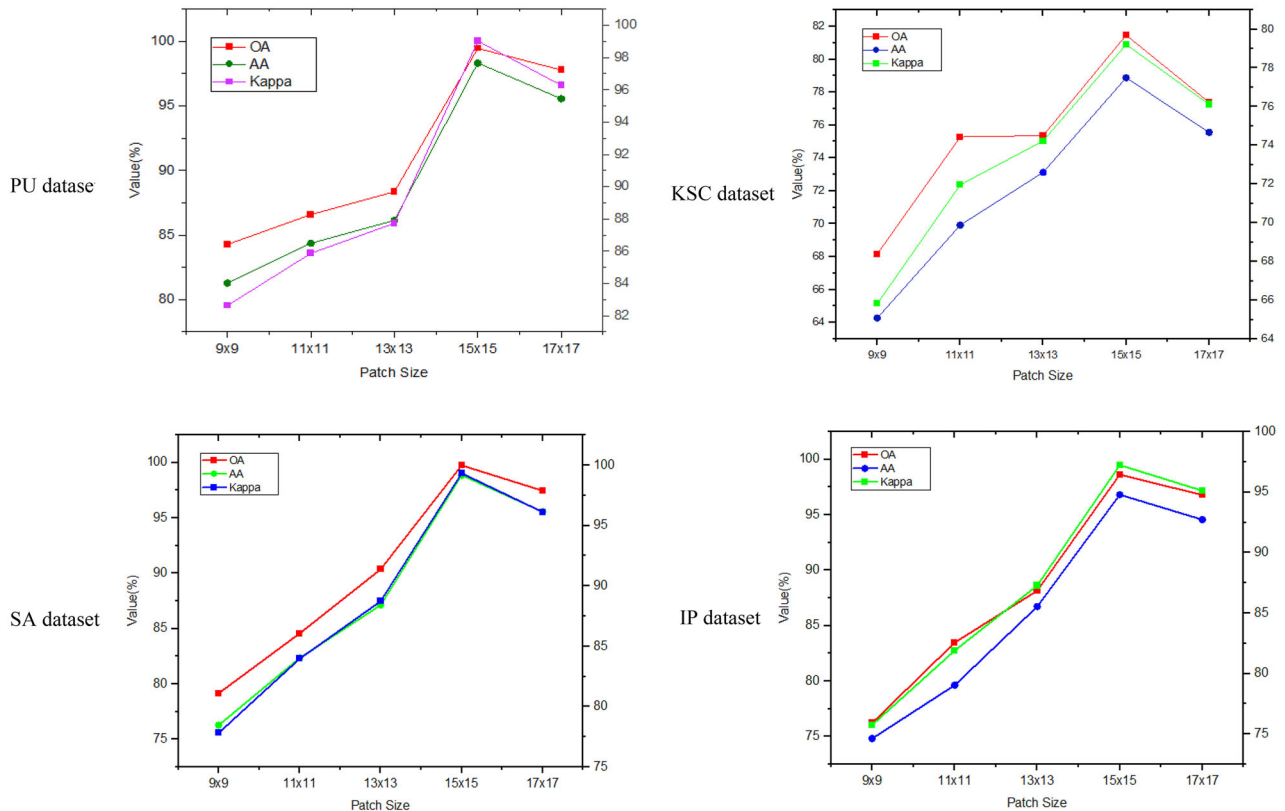 PU datase
Value(%)
100
95
90
85
80
OA
AA
Kappa
100
98
96
94
92
90
88
86
84
82
9x9 11x11 13x13 15x15 17x17
Patch Size
KSC dataset
Value(%)
82
80
78
76
74
72
70
68
66
64
OA
AA
Kappa
80
78
76
74
72
70
68
66
64
9x9 11x11 13x13 15x15 17x17
Patch Size
SA dataset
Value(%)
100
95
90
85
80
75
OA
AA
Kappa
100
95
90
85
80
75
9x9 11x11 13x13 15x15 17x17
Patch Size
IP dataset
Value(%)
100
95
90
85
80
75
OA
AA
Kappa
100
95
90
85
80
75
9x9 11x11 13x13 15x15 17x17
Patch Size